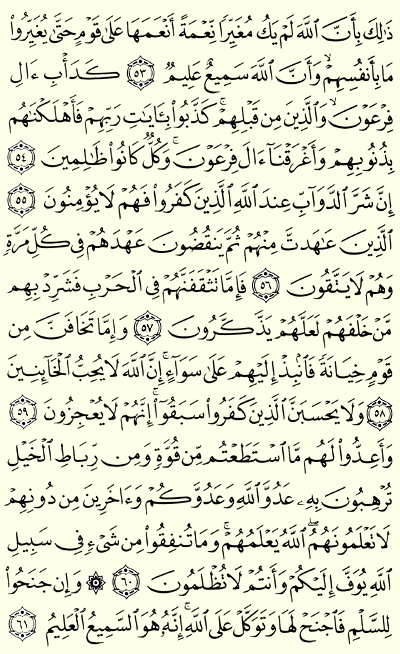 ذَٰلِكَ بِأَنَّ ٱللَّهَ لَمْ يَكُ مُغَيِّرًا نِّعْمَةً أَنْعَمَهَا عَلَىٰ قَوْمٍ حَتَّىٰ يُغَيِّرُوا۟
مَا بِأَنفُسِهِمْ ۙ وَأَنَّ ٱللَّهَ سَمِيعٌ عَلِيمٌ ۝٥٣ كَدَأْبِ ءَالِ
فِرْعَوْنَ ۙ وَٱلَّذِينَ مِن قَبْلِهِمْ ۚ كَذَّبُوا۟ بِـَٔايَـٰتِ رَبِّهِمْ فَأَهْلَكْنَـٰهُم
بِذُنُوبِهِمْ وَأَغْرَقْنَآ ءَالَ فِرْعَوْنَ ۚ وَكُلٌّ كَانُوا۟ ظَـٰلِمِينَ ۝٥٤
إِنَّ شَرَّ ٱلدَّوَآبِّ عِندَ ٱللَّهِ ٱلَّذِينَ كَفَرُوا۟ فَهُمْ لَا يُؤْمِنُونَ ۝٥٥
ٱلَّذِينَ عَـٰهَدتَّ مِنْهُمْ ثُمَّ يَنقُضُونَ عَهْدَهُمْ فِى كُلِّ مَرَّةٍ
وَهُمْ لَا يَتَّقُونَ ۝٥٦ فَإِمَّا تَثْقَفَنَّهُمْ فِى ٱلْحَرْبِ فَشَرِّدْ بِهِم
مَّنْ خَلْفَهُمْ لَعَلَّهُمْ يَذَّكَّرُونَ ۝٥٧ وَإِمَّا تَخَافَنَّ مِن
قَوْمٍ خِيَانَةً فَٱنۢبِذْ إِلَيْهِمْ عَلَىٰ سَوَآءٍ ۚ إِنَّ ٱللَّهَ لَا يُحِبُّ ٱلْخَآئِنِينَ
۝٥٨ وَلَا يَحْسَبَنَّ ٱلَّذِينَ كَفَرُوا۟ سَبَقُوٓا۟ ۚ إِنَّهُمْ لَا يُعْجِزُونَ ۝٥٩
وَأَعِدُّوا۟ لَهُم مَّا ٱسْتَطَعْتُم مِّن قُوَّةٍ وَمِن رِّبَاطِ ٱلْخَيْلِ
تُرْهِبُونَ بِهِۦ عَدُوَّ ٱللَّهِ وَعَدُوَّكُمْ وَءَاخَرِينَ مِن دُونِهِمْ
لَا تَعْلَمُونَهُمُ ٱللَّهُ يَعْلَمُهُمْ ۚ وَمَا تُنفِقُوا۟ مِن شَىْءٍ فِى سَبِيلِ
ٱللَّهِ يُوَفَّ إِلَيْكُمْ وَأَنتُمْ لَا تُظْلَمُونَ ۝٦٠ ۞ وَإِن جَنَحُوا۟
لِلسَّلْمِ فَٱجْنَحْ لَهَا وَتَوَكَّلْ عَلَى ٱللَّهِ ۚ إِنَّهُۥ هُوَ ٱلسَّمِيعُ ٱلْعَلِيمُ ۝٦١